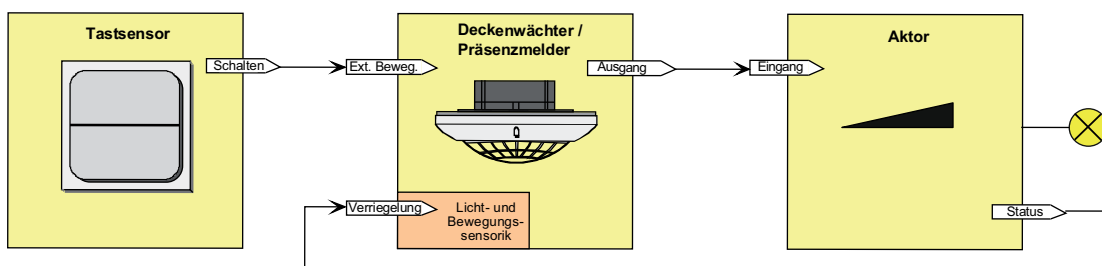 Tastsensor
Schalten
Deckenwächter /
Präsenzmelder
Ext. Beweg.
Ausgang
Verriegelung
Licht- und
Bewegungs-
sensorik
Aktor
Eingang
Status